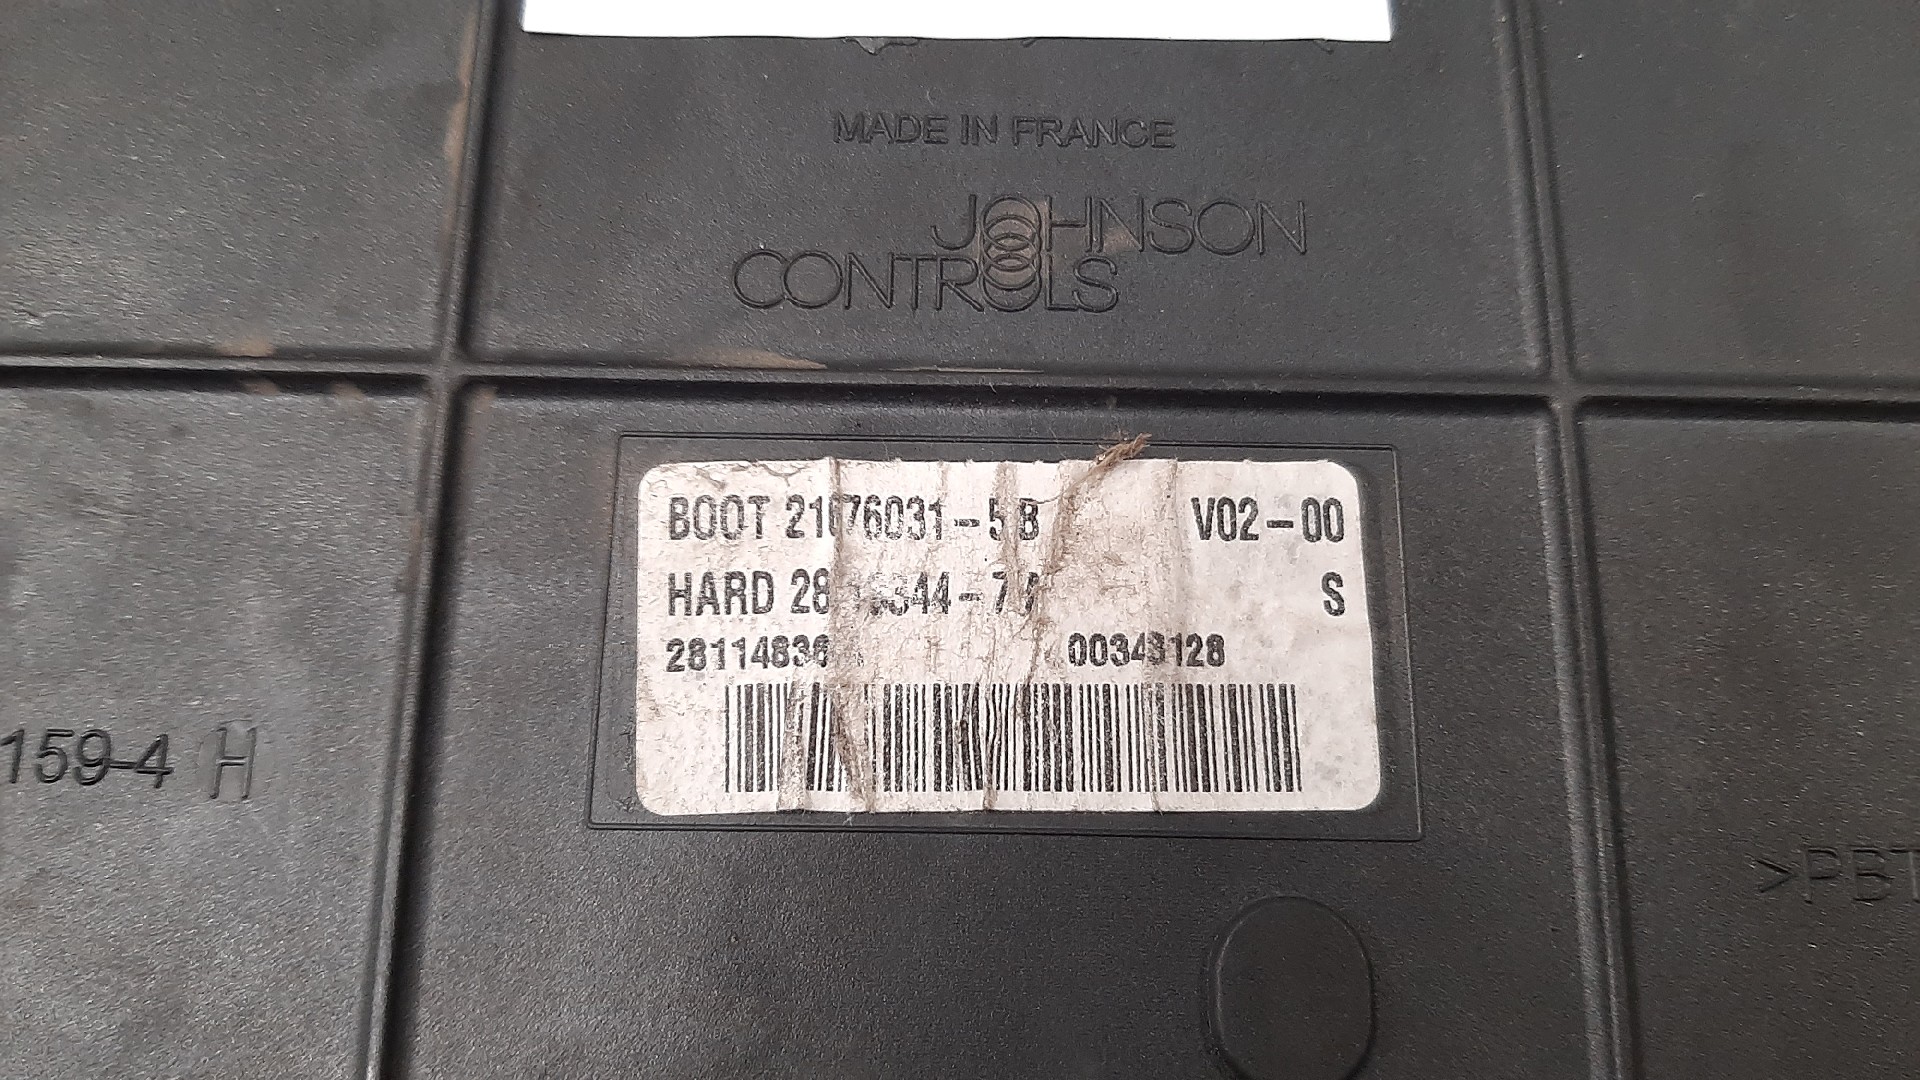 MADE IN FRANCE
JOHNSON
CONTROLS
BOOT V02-00
HARD S
00343128
159-4 H
>PBT